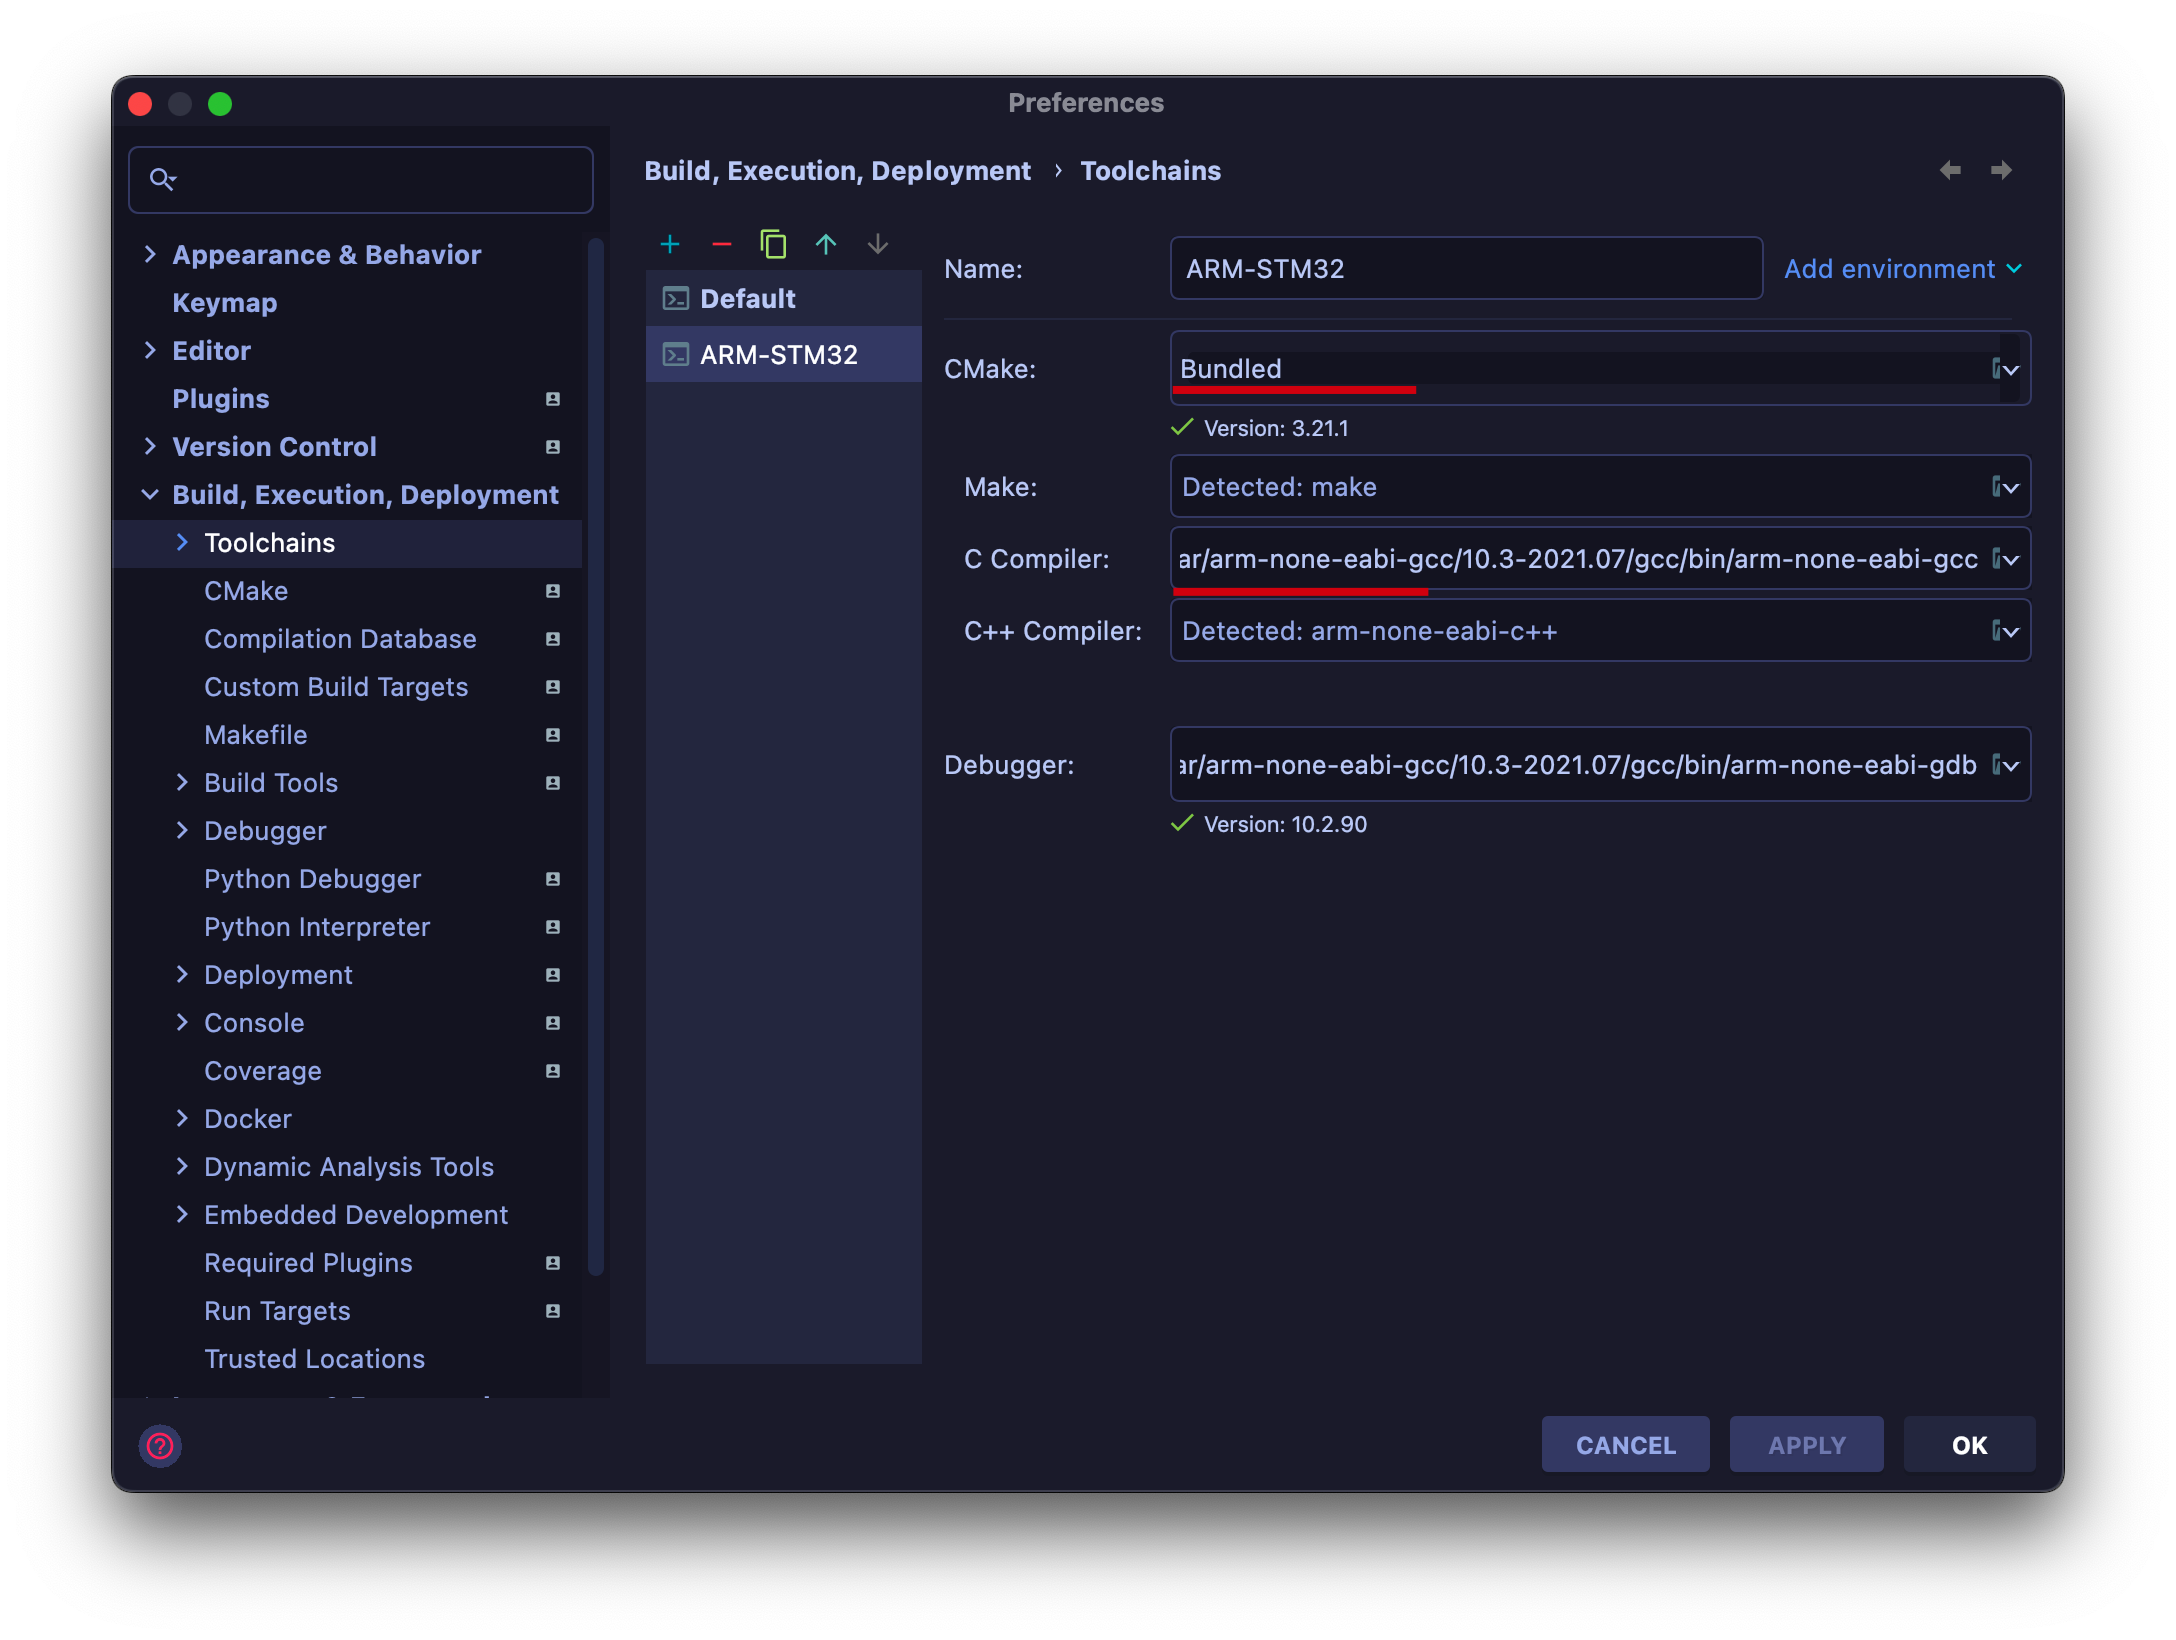 Preferences
Build, Execution, Deployment › Toolchains
Appearance & Behavior
Keymap
Editor
Plugins
Version Control
Build, Execution, Deployment
Toolchains
CMake
Compilation Database
Custom Build Targets
Makefile
Build Tools
Debugger
Python Debugger
Python Interpreter
Deployment
Console
Coverage
Docker
Dynamic Analysis Tools
Embedded Development
Required Plugins
Run Targets
Trusted Locations
Default
ARM-STM32
Name: ARM-STM32 Add environment
CMake: Bundled
Version: 3.21.1
Make: Detected: make
C Compiler: ar/arm-none-eabi-gcc/10.3-2021.07/gcc/bin/arm-none-eabi-gcc
C++ Compiler: Detected: arm-none-eabi-c++
Debugger: ar/arm-none-eabi-gcc/10.3-2021.07/gcc/bin/arm-none-eabi-gdb
Version: 10.2.90
?
CANCEL APPLY OK